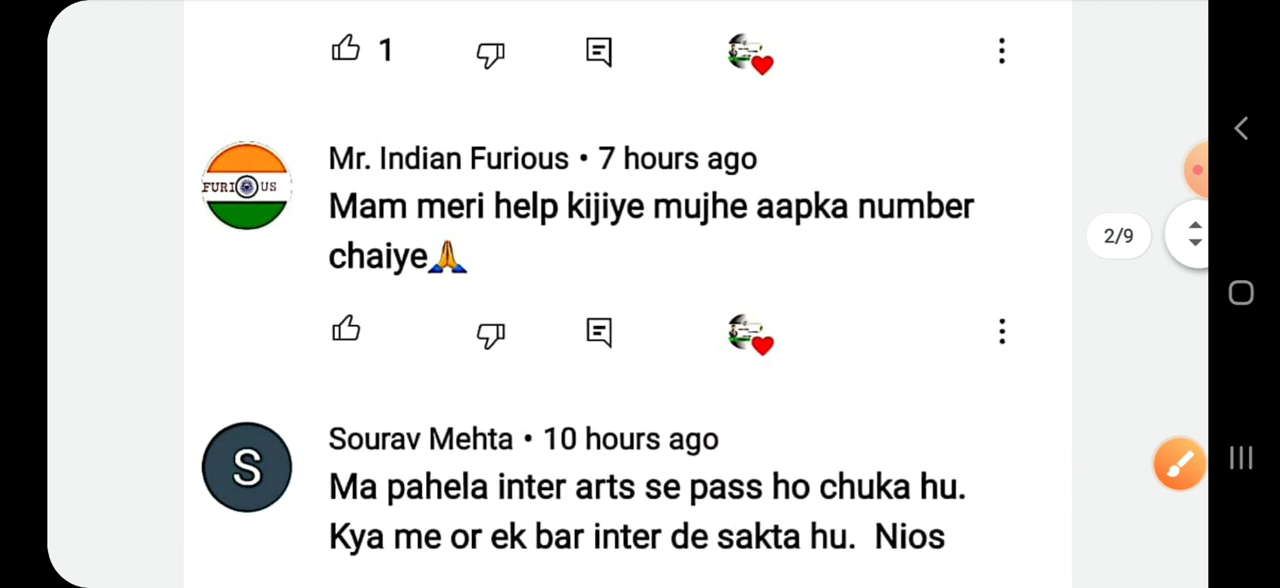 1
Mr. Indian Furious • 7 hours ago
FURIOUS
Mam meri help kijiye mujhe aapka number
chaiye🙏
2/9
Sourav Mehta • 10 hours ago
S
Ma pahela inter arts se pass ho chuka hu.
Kya me or ek bar inter de sakta hu. Nios